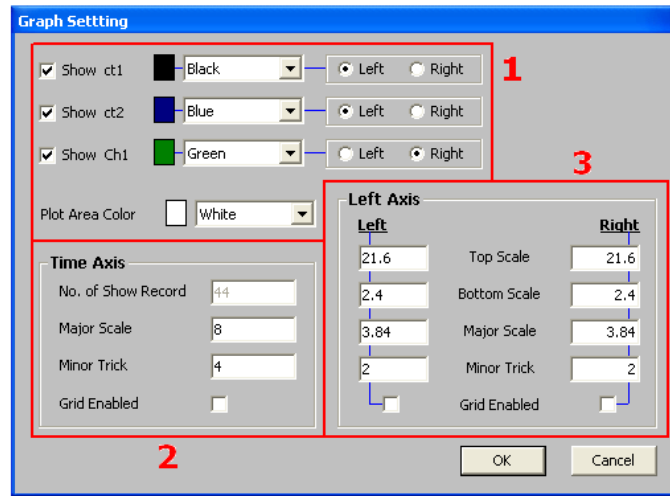 Graph Settting
Show ct1 Black Left Right
1
Show ct2 Blue Left Right
Show Ch1 Green Left Right
Plot Area Color White
3
Left Axis
Left Right
21.6 Top Scale 21.6
2.4 Bottom Scale 2.4
3.84 Major Scale 3.84
2 Minor Trick 2
Grid Enabled
Time Axis
No. of Show Record 44
Major Scale 8
Minor Trick 4
Grid Enabled
2
OK Cancel